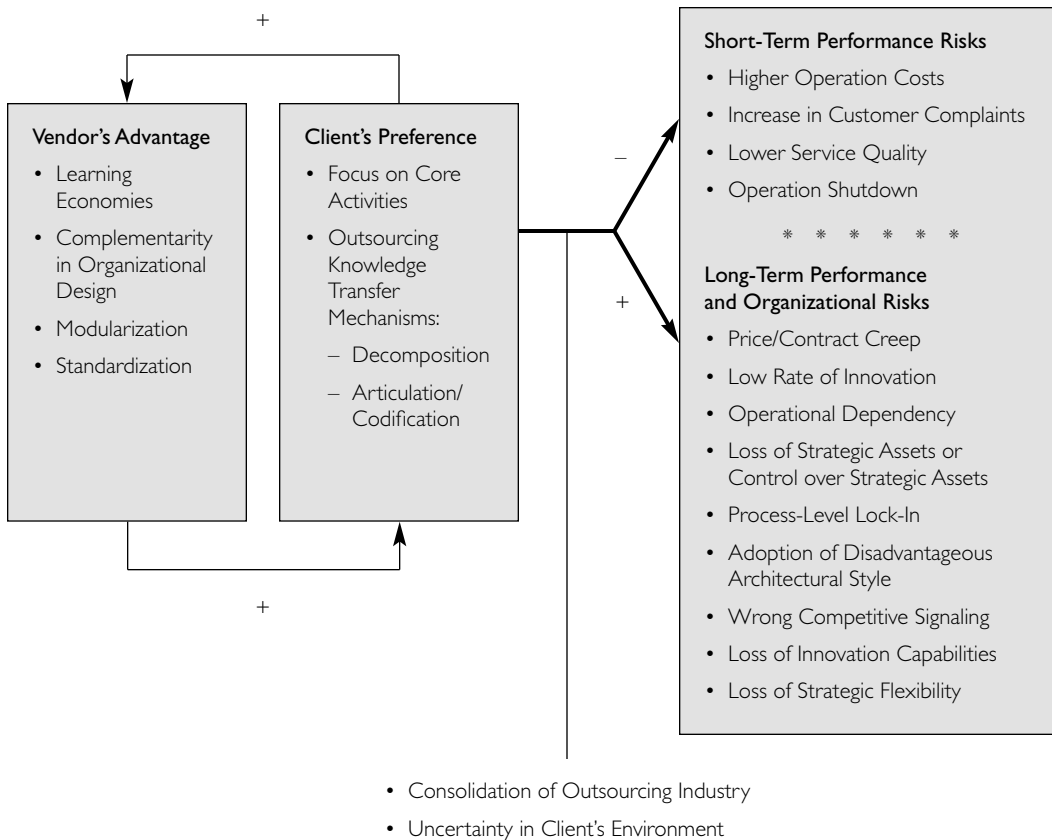 +
Vendor's Advantage
• Learning
Economies
• Complementarity
in Organizational
Design
• Modularization
• Standardization
Client's Preference
• Focus on Core
Activities
• Outsourcing
Knowledge
Transfer
Mechanisms:
– Decomposition
– Articulation/
Codification
+
–
+
Short-Term Performance Risks
• Higher Operation Costs
• Increase in Customer Complaints
• Lower Service Quality
• Operation Shutdown
* * * * * *
Long-Term Performance
and Organizational Risks
• Price/Contract Creep
• Low Rate of Innovation
• Operational Dependency
• Loss of Strategic Assets or
Control over Strategic Assets
• Process-Level Lock-In
• Adoption of Disadvantageous
Architectural Style
• Wrong Competitive Signaling
• Loss of Innovation Capabilities
• Loss of Strategic Flexibility
• Consolidation of Outsourcing Industry
• Uncertainty in Client's Environment